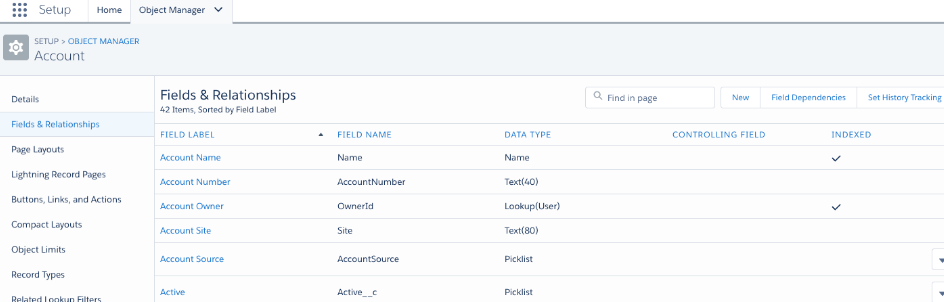 Setup Home Object Manager
SETUP > OBJECT MANAGER
Account
Details
Fields & Relationships
Page Layouts
Lightning Record Pages
Buttons, Links, and Actions
Compact Layouts
Object Limits
Record Types
Related Lookup Filters
Fields & Relationships
42 Items, Sorted by Field Label
Find in page
New
Field Dependencies
Set History Tracking
FIELD LABEL FIELD NAME DATA TYPE CONTROLLING FIELD INDEXED
Account Name Name Name
Account Number AccountNumber Text(40)
Account Owner OwnerId Lookup(User)
Account Site Site Text(80)
Account Source AccountSource Picklist
Active Active__c Picklist